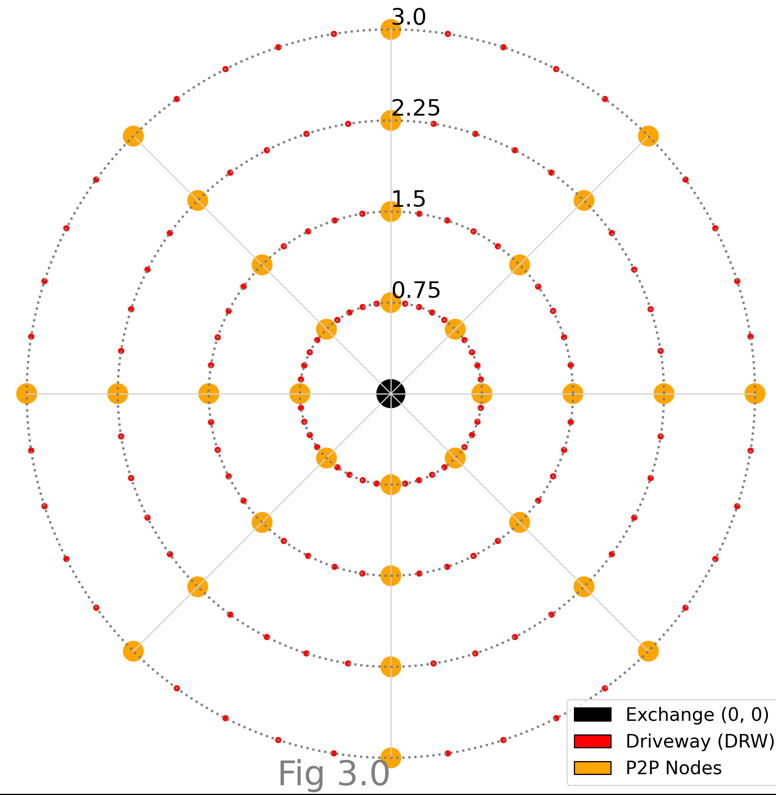 3.0
2.25
1.5
0.75
Exchange (0, 0)
Driveway (DRW)
P2P Nodes
Fig 3.0